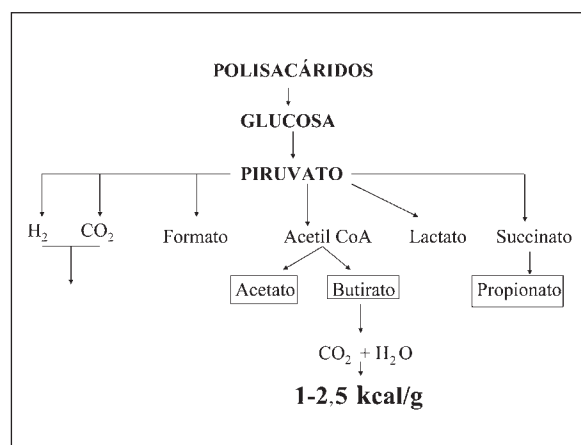 POLISACÁRIDOS
GLUCOSA
PIRUVATO
H₂ CO₂ Formato Acetil CoA Lactato Succinato
Acetato Butirato Propionato
CO₂ + H₂O
1-2,5 kcal/g